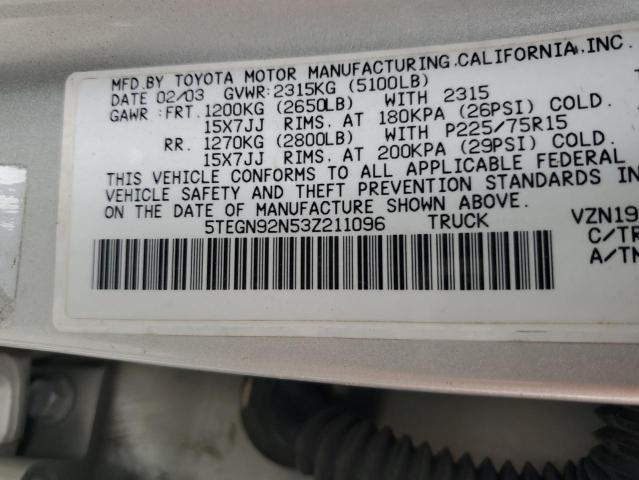 MFD.BY TOYOTA MOTOR MANUFACTURING.CALIFORNIA,INC.
DATE 02/03 GVWR:2315KG (5100LB)
GAWR :FRT.1200KG (2650LB) WITH 2315
15X7JJ RIMS. AT 180KPA (26PSI) COLD.
RR. 1270KG (2800LB) WITH P225/75R15
15X7JJ RIMS. AT 200KPA (29PSI) COLD.
THIS VEHICLE CONFORMS TO ALL APPLICABLE FEDERAL
VEHICLE SAFETY AND THEFT PREVENTION STANDARDS IN
ON THE DATE OF MANUFACTURE SHOWN ABOVE.
5TEGN92N53Z211096 TRUCK VZN19
C/TR
A/TM